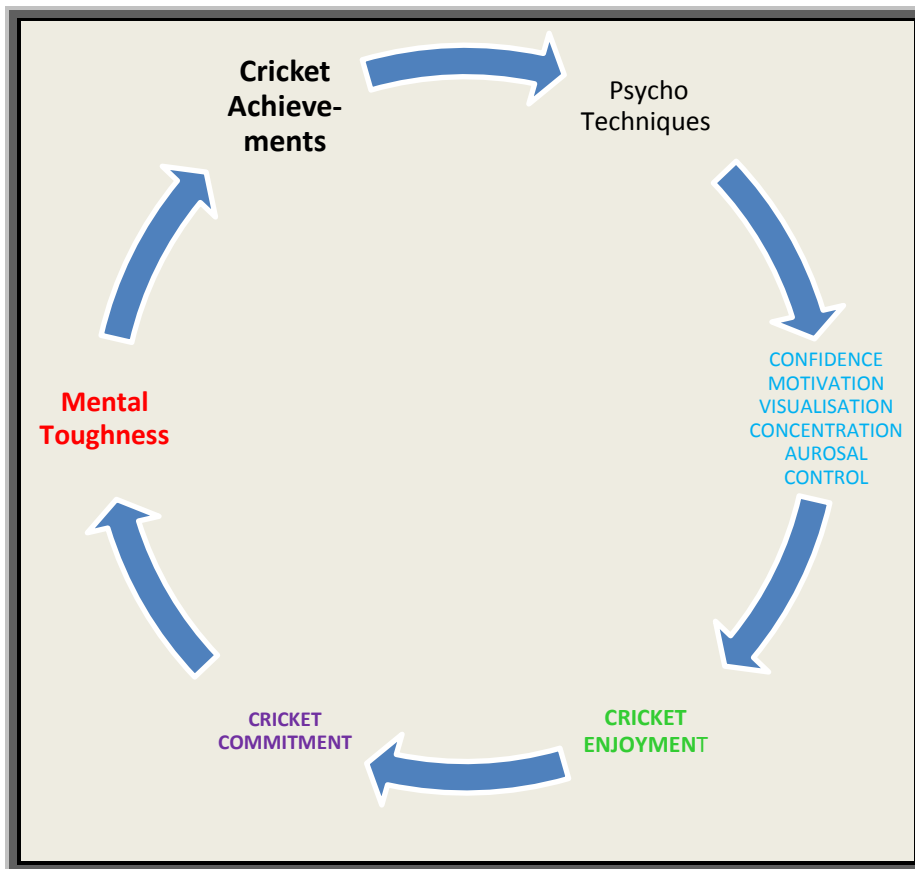 Cricket
Achieve-
ments
Psycho
Techniques
CONFIDENCE
MOTIVATION
VISUALISATION
CONCENTRATION
AUROSAL
CONTROL
CRICKET
ENJOYMENT
CRICKET
COMMITMENT
Mental
Toughness